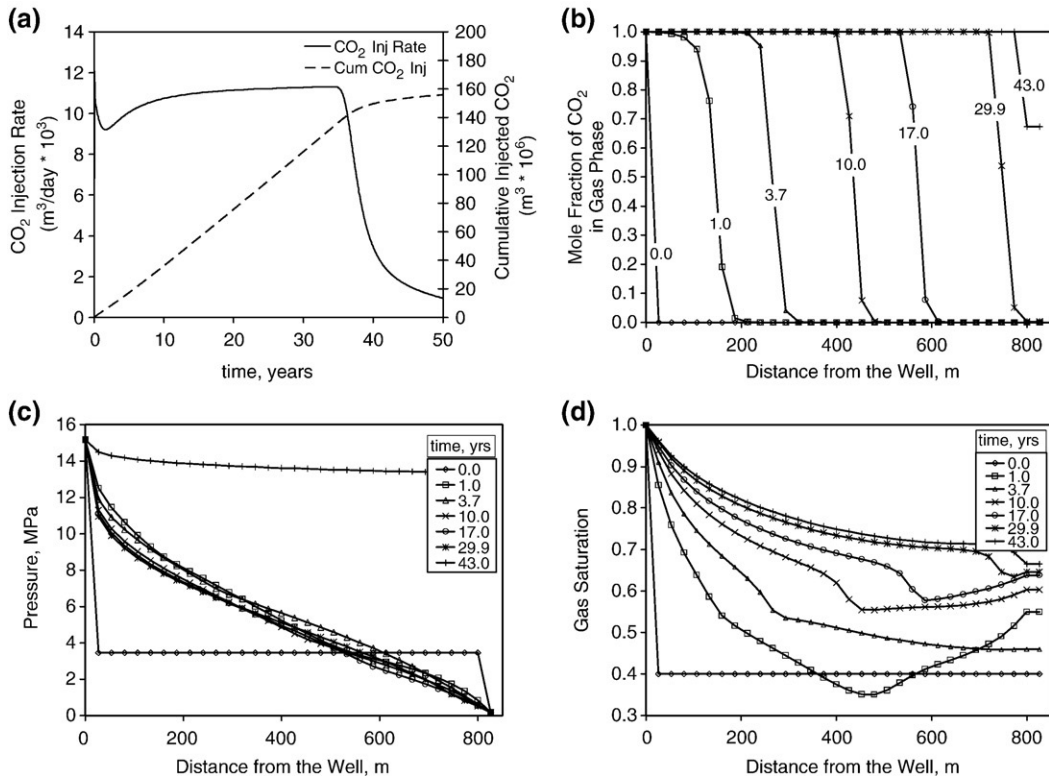 (a)
14
12
10
8
6
4
2
0
CO₂ Injection Rate
(m³/day * 10³)
CO₂ Inj Rate
Cum CO₂ Inj
200
180
160
140
120
100
80
60
40
20
0
Cumulative Injected CO₂
(m³ * 10⁶)
0 10 20 30 40 50
time, years
(b)
1.0
0.9
0.8
0.7
0.6
0.5
0.4
0.3
0.2
0.1
0.0
Mole Fraction of CO₂
in Gas Phase
0.0
1.0
3.7
10.0
17.0
29.9
43.0
0 200 400 600 800
Distance from the Well, m
(c)
16
14
12
10
8
6
4
2
0
Pressure, MPa
time, yrs
0.0
1.0
3.7
10.0
17.0
29.9
43.0
0 200 400 600 800
Distance from the Well, m
(d)
1.0
0.9
0.8
0.7
0.6
0.5
0.4
0.3
Gas Saturation
time, yrs
0.0
1.0
3.7
10.0
17.0
29.9
43.0
0 200 400 600 800
Distance from the Well, m